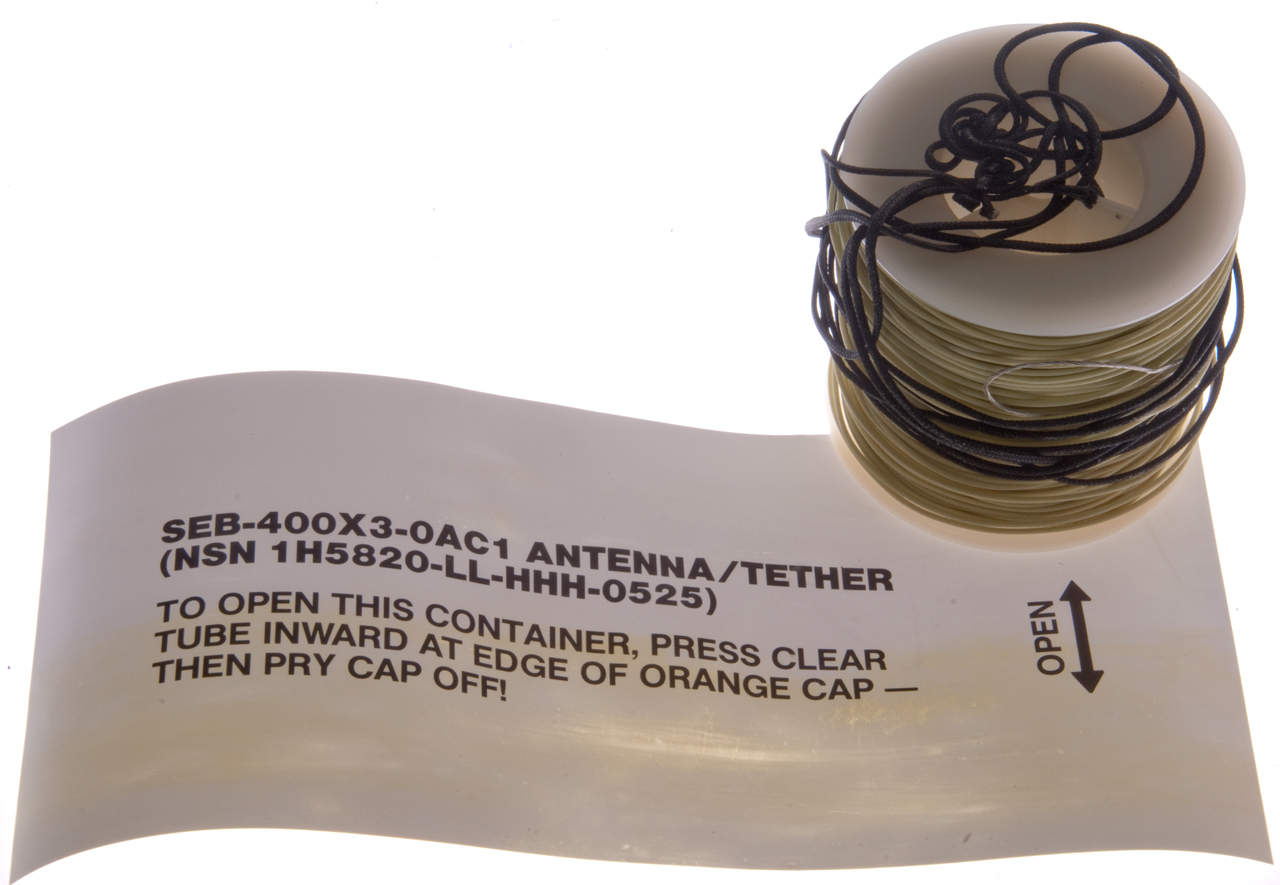 SEB-400X3-0AC1 ANTENNA/TETHER
(NSN 1H5820-LL-HHH-0525)
TO OPEN THIS CONTAINER, PRESS CLEAR
TUBE INWARD AT EDGE OF ORANGE CAP —
THEN PRY CAP OFF!
OPEN